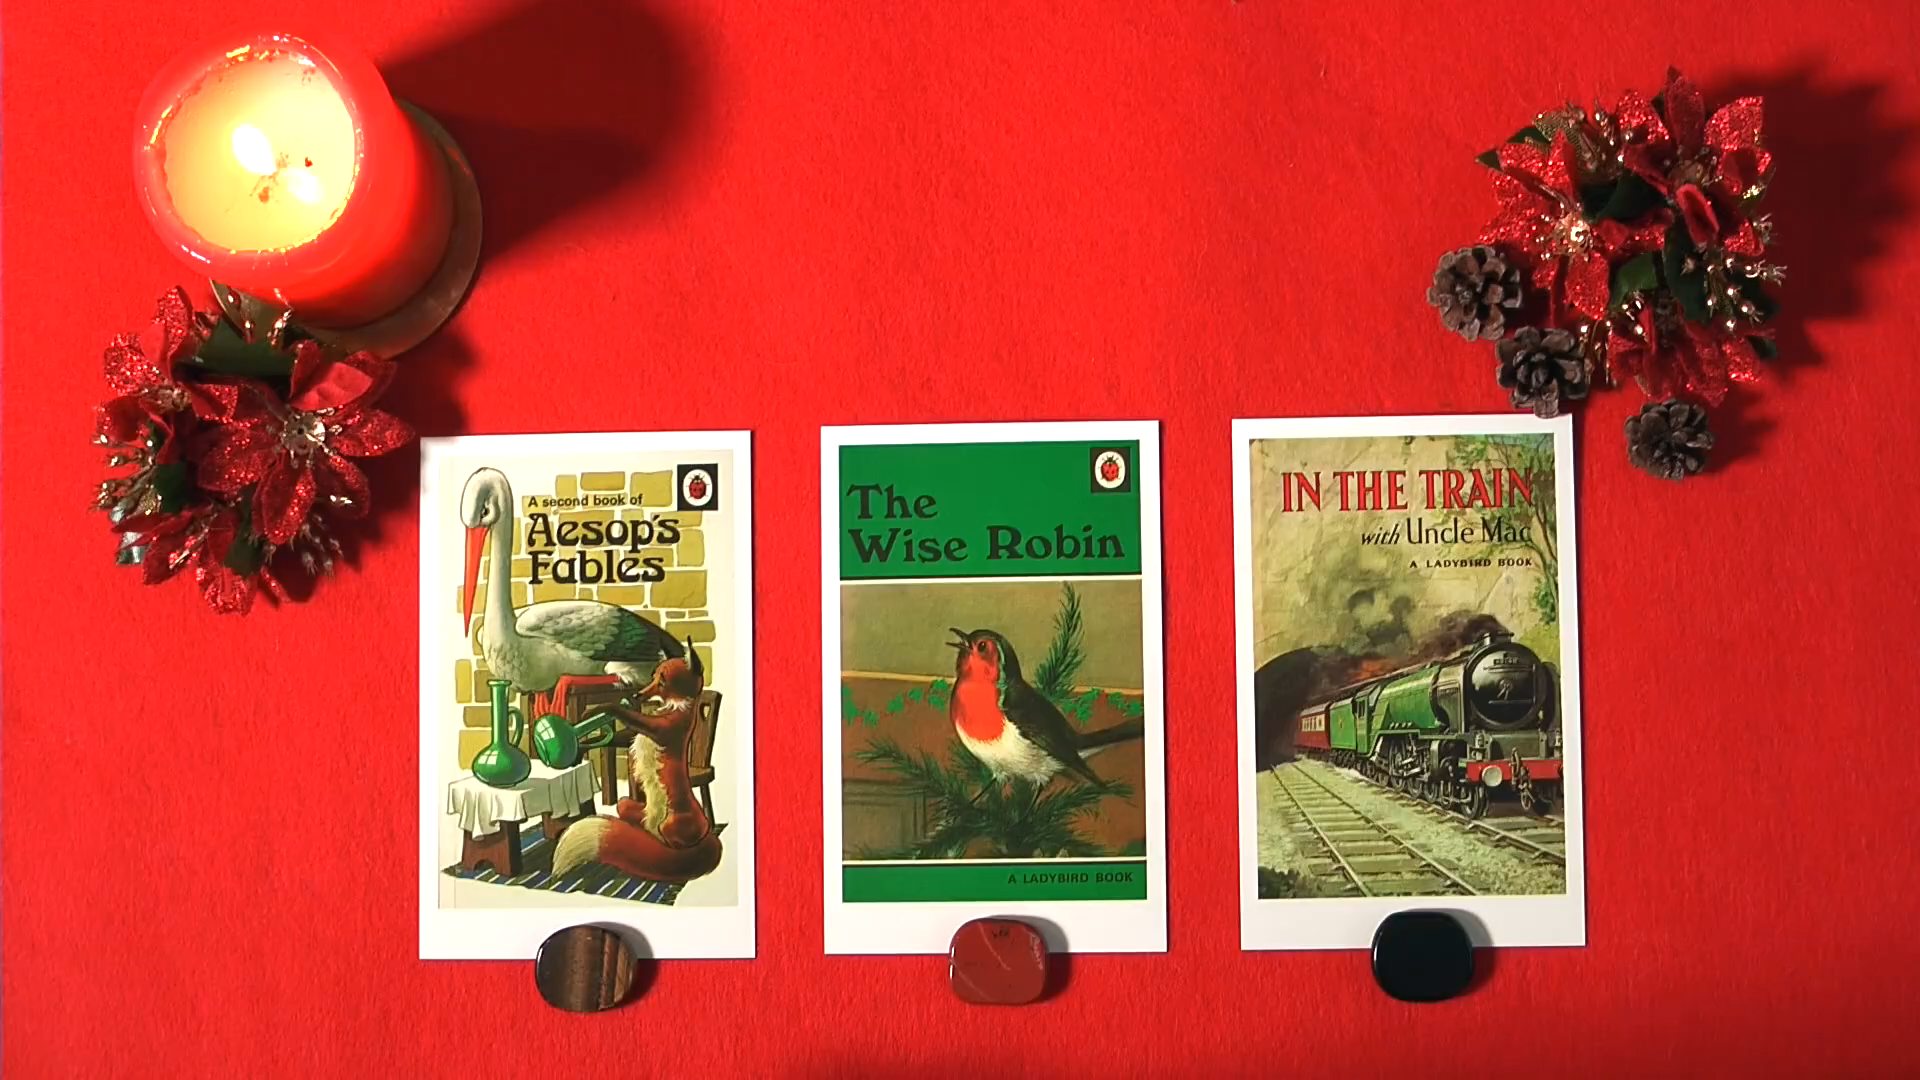 A second book of
Aesop's
Fables
The
Wise Robin
A LADYBIRD BOOK
IN THE TRAIN
with Uncle Mac
A LADYBIRD BOOK